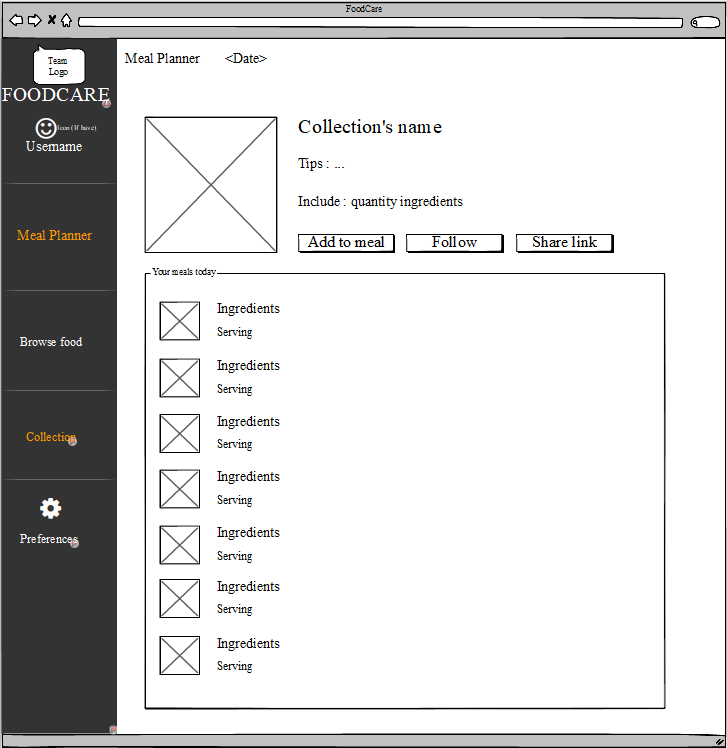 FoodCare
Team
Logo
FOODCARE
Icon (If have)
Username
Meal Planner
Browse food
Collection
Preferences
Meal Planner <Date>
Collection's name
Tips : ...
Include : quantity ingredients
Add to meal Follow Share link
Your meals today
Ingredients
Serving
Ingredients
Serving
Ingredients
Serving
Ingredients
Serving
Ingredients
Serving
Ingredients
Serving
Ingredients
Serving